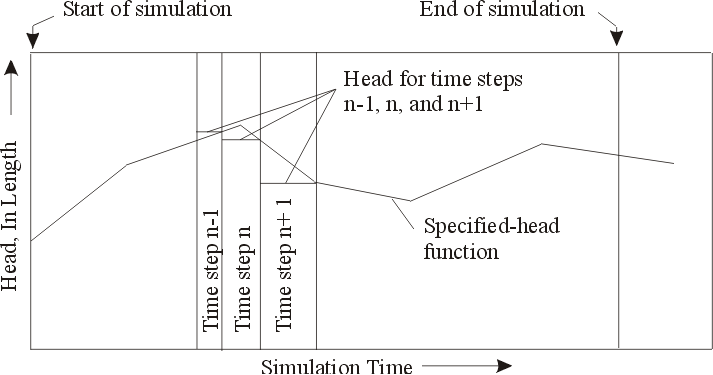 Start of simulation
End of simulation
Head for time steps
n-1, n, and n+1
Head, In Length
Time step n-1
Time step n
Time step n+ 1
Specified-head
function
Simulation Time